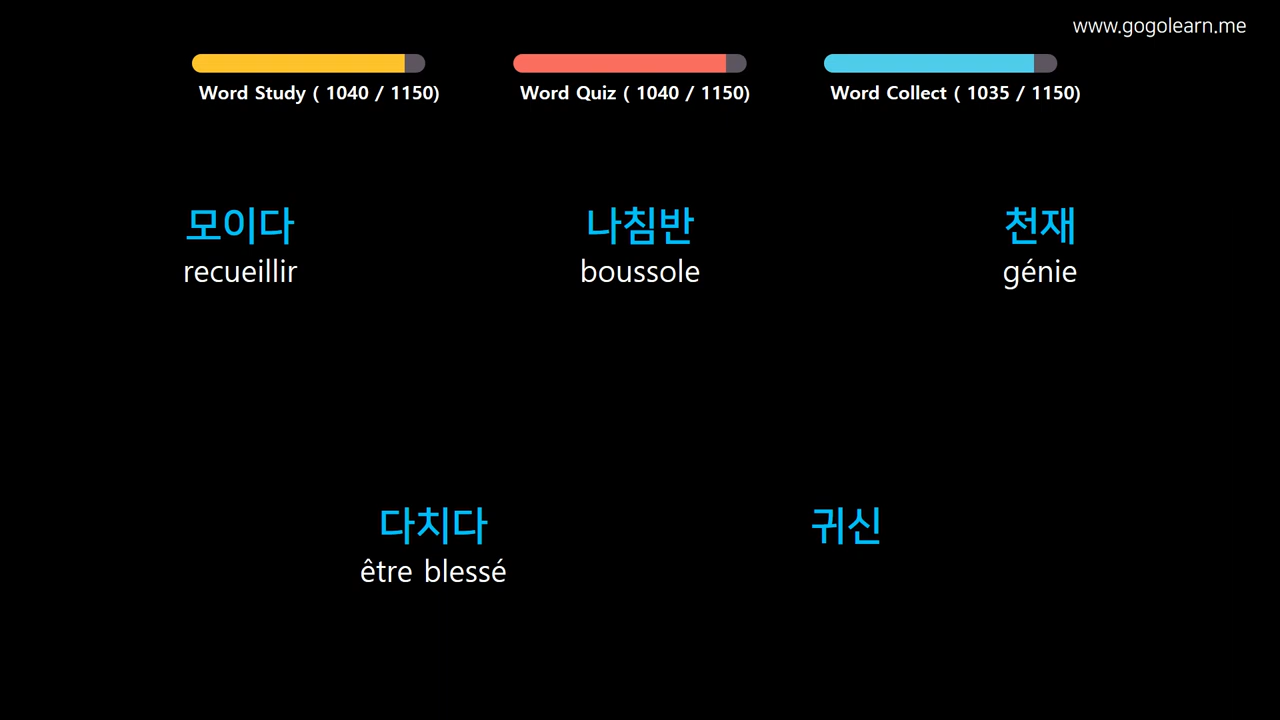 www.gogolearn.me
Word Study ( 1040 / 1150)
Word Quiz ( 1040 / 1150)
Word Collect ( 1035 / 1150)
모이다
recueillir
나침반
boussole
천재
génie
다치다
être blessé
귀신